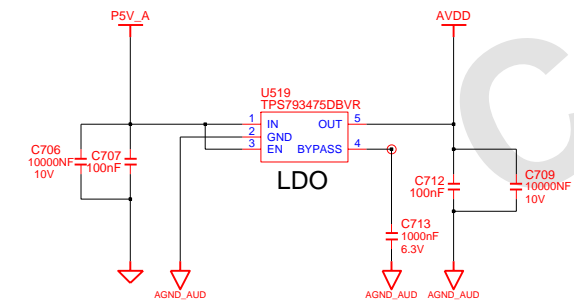 P5V_A
AVDD
U519
TPS793475DBVR
1 IN OUT 5
2 GND
3 EN BYPASS 4
LDO
C706
10000NF
10V
C707
100nF
C712
100nF
C709
10000NF
10V
C713
1000nF
6.3V
AGND_AUD
AGND_AUD
AGND_AUD
C